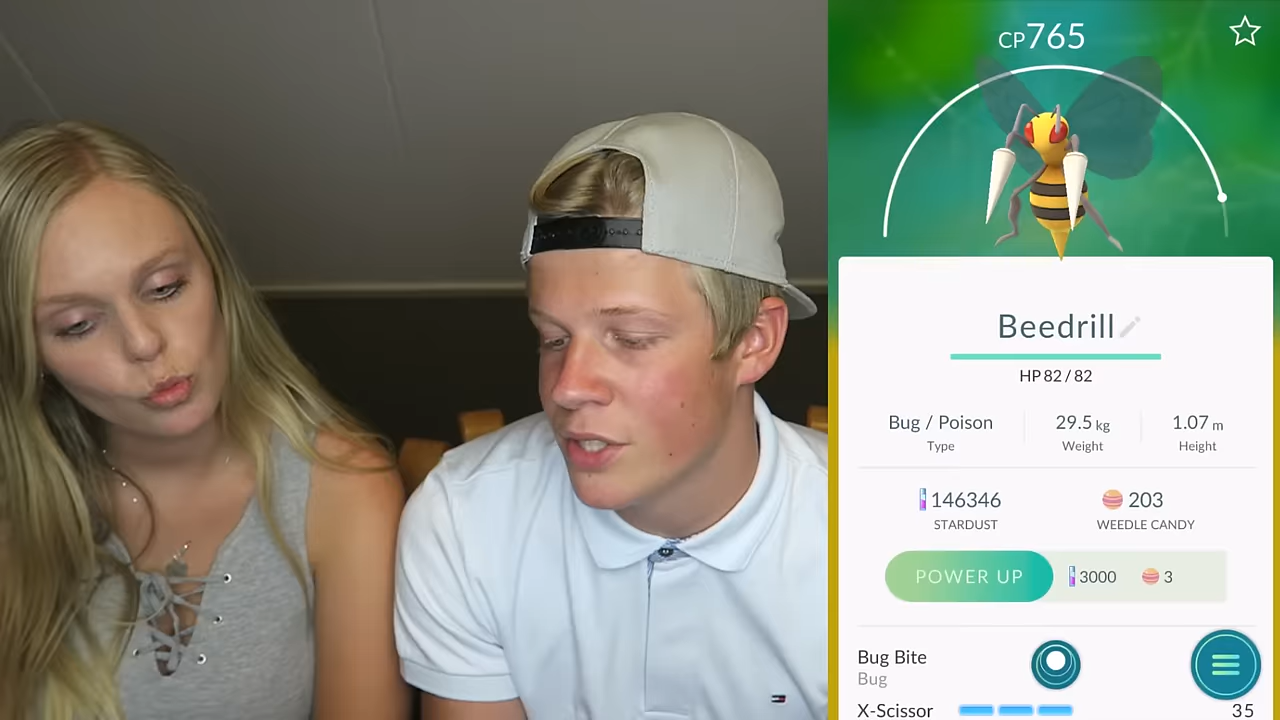 CP765
Beedrill
HP 82 / 82
Bug / Poison
29.5 kg
1.07 m
Type
Weight
Height
146346
203
STARDUST
WEEDLE CANDY
POWER UP
3000
3
Bug Bite
Bug
X-Scissor
35